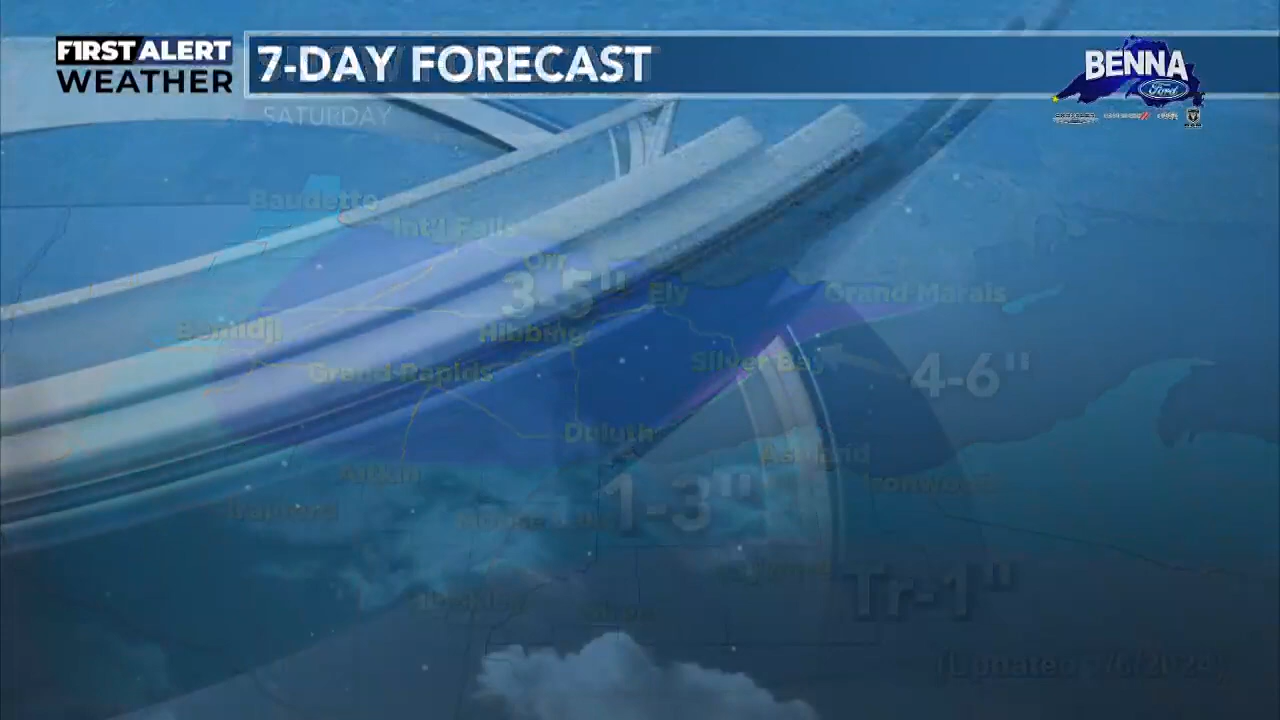 FIRST ALERT
WEATHER
7-DAY FORECAST
BENNA
Ford
SATURDAY
Baudette
Int'l Falls
Orr
3-5"
Ely
Grand Marais
Bemidji
Hibbing
Grand Rapids
Silver Bay
4-6"
Duluth
Ashland
Aitkin
Ironwood
Brainerd
1-3"
Tr-1"